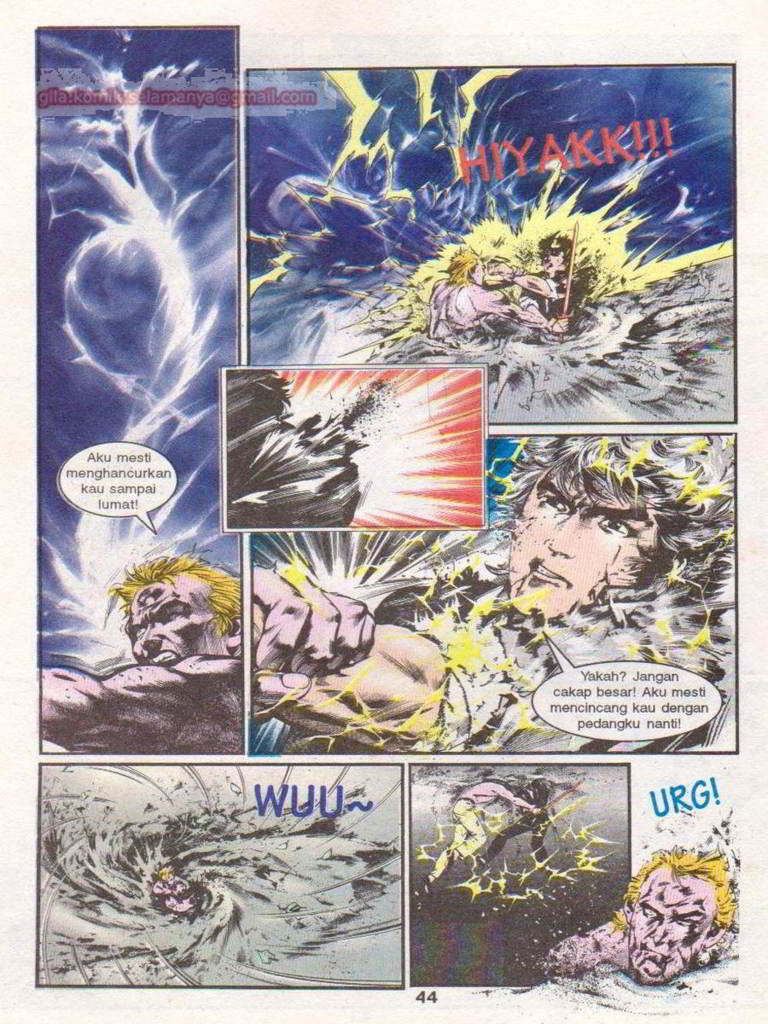 gila.komik.selamanya@gmail.com
HIYAKK!!!
Aku mesti
menghancurkan
kau sampai
lumat!
Yakah? Jangan
cakap besar! Aku mesti
mencincang kau dengan
pedangku nanti!
WUU~
URG!
44